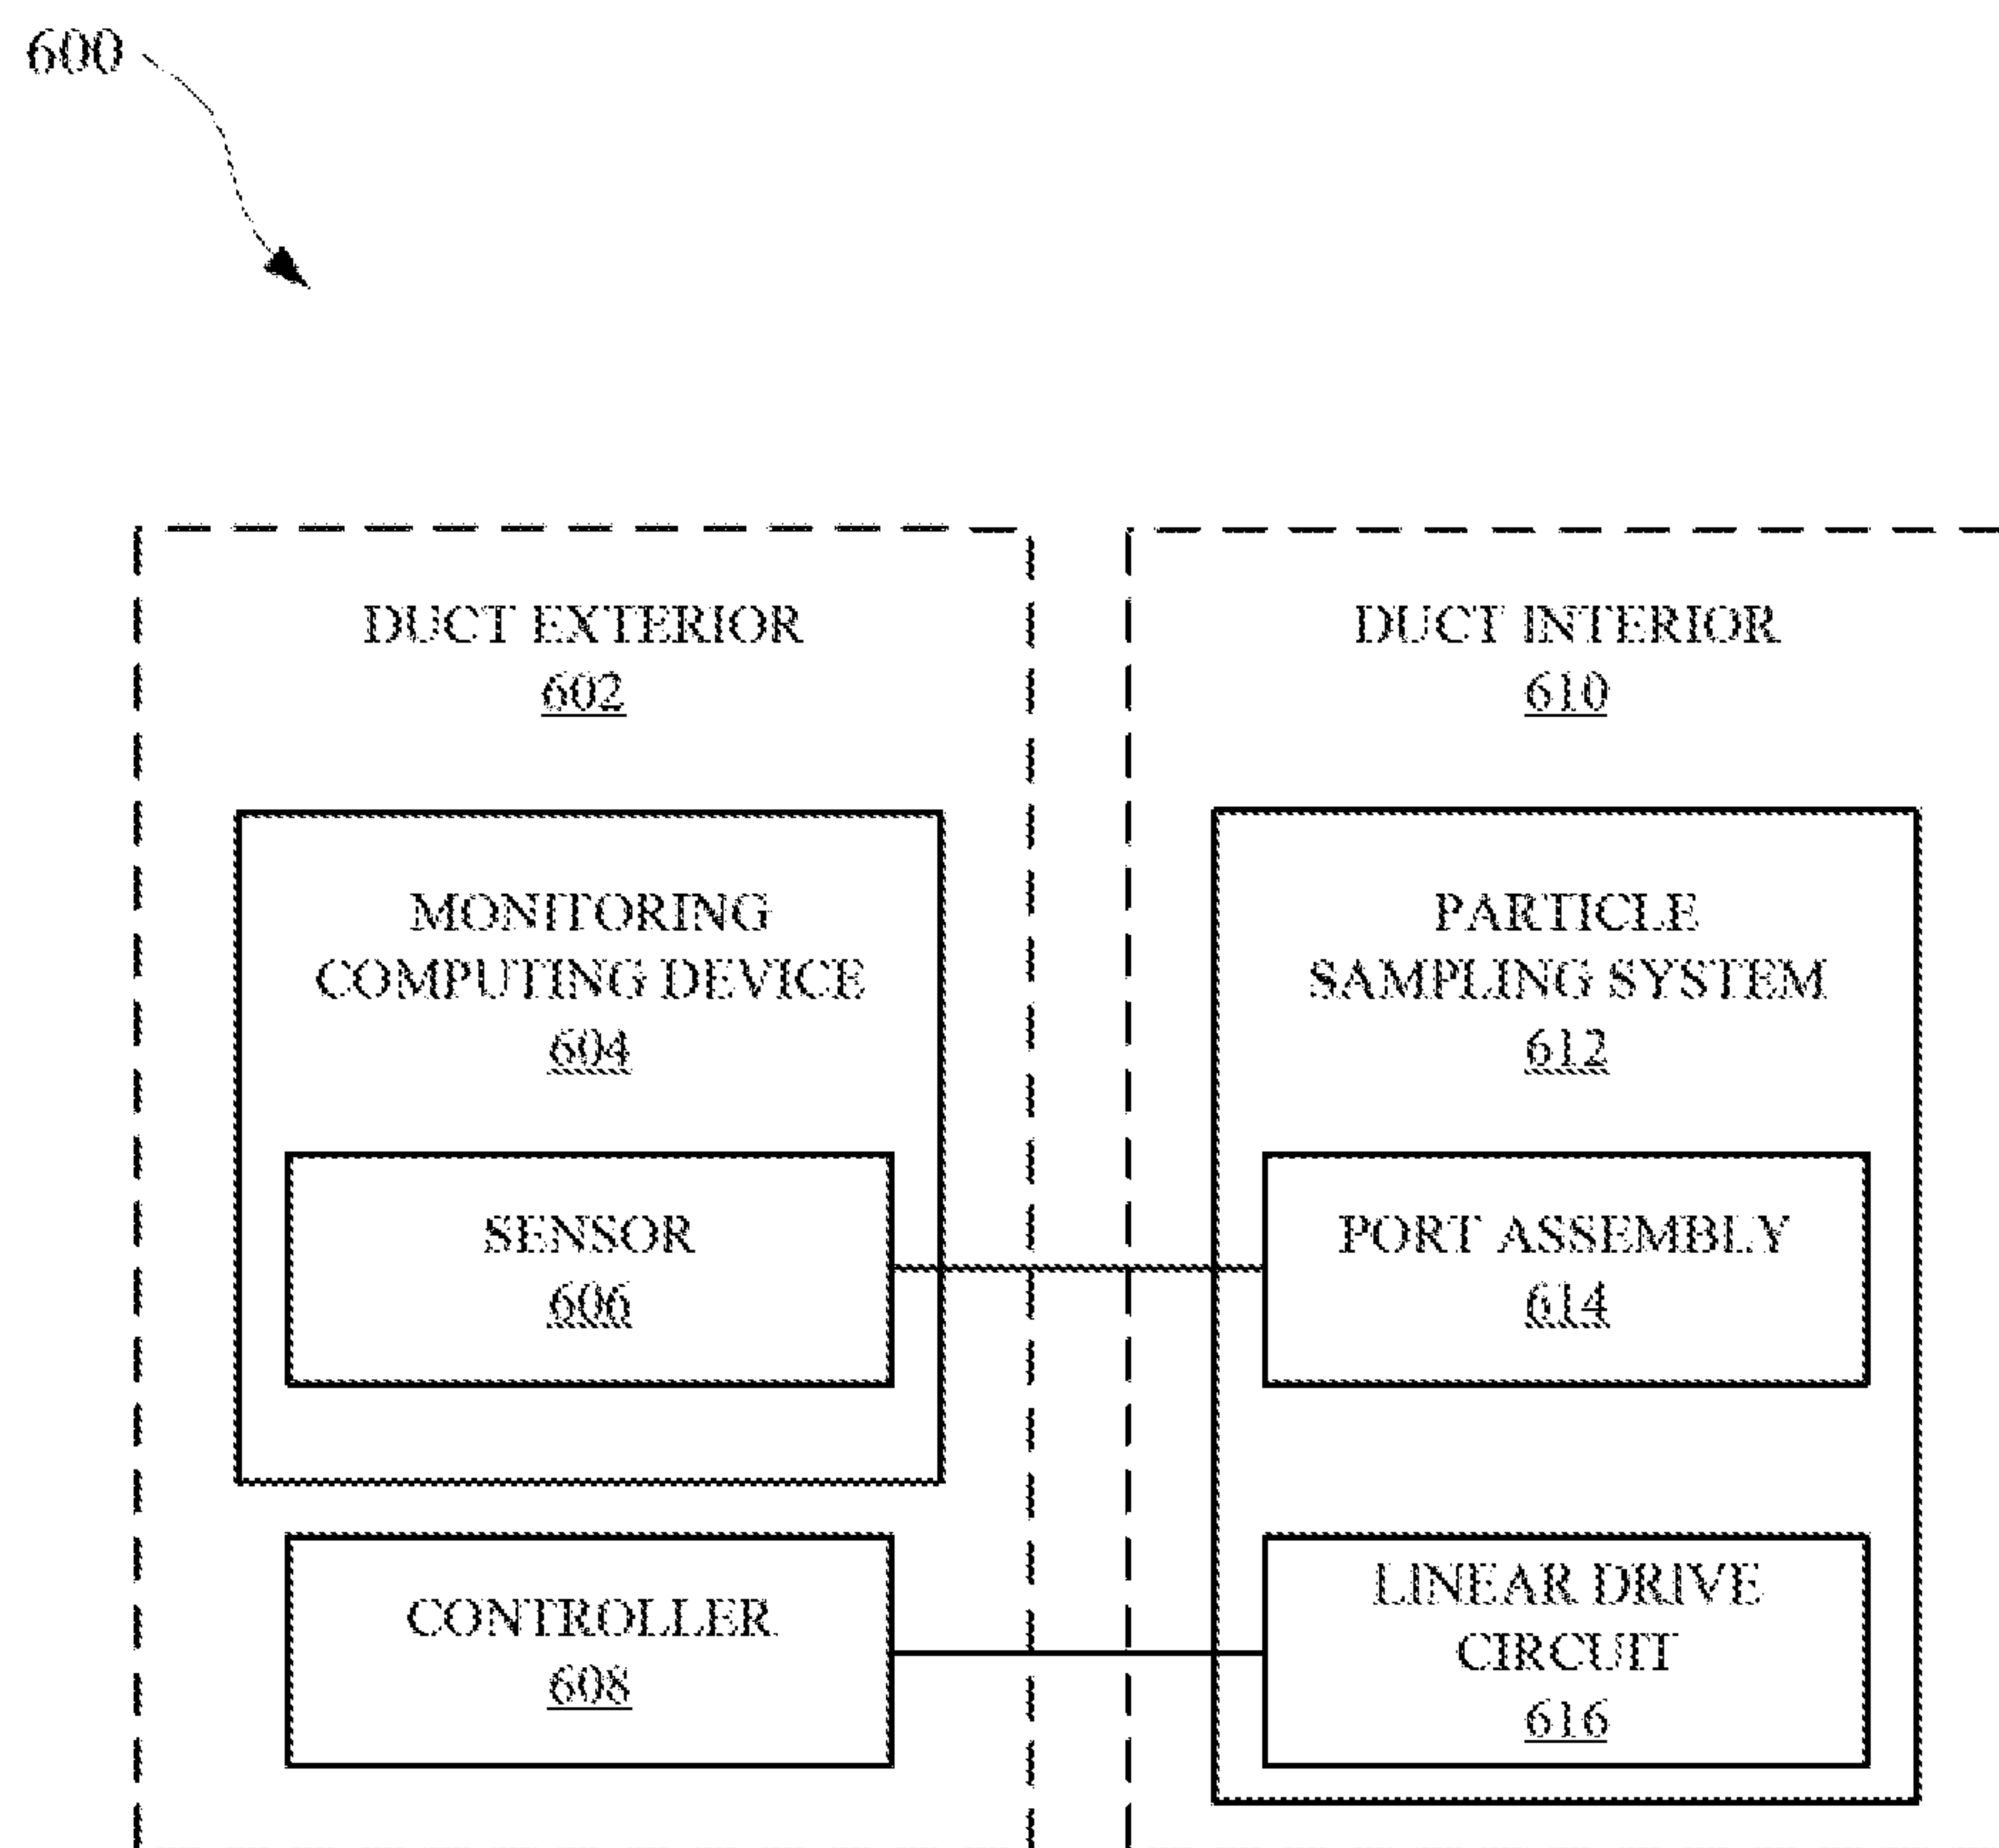 600
DUCT EXTERIOR
602
MONITORING
COMPUTING DEVICE
604
SENSOR
606
CONTROLLER
608
DUCT INTERIOR
610
PARTICLE
SAMPLING SYSTEM
612
PORT ASSEMBLY
614
LINEAR DRIVE
CIRCUIT
616